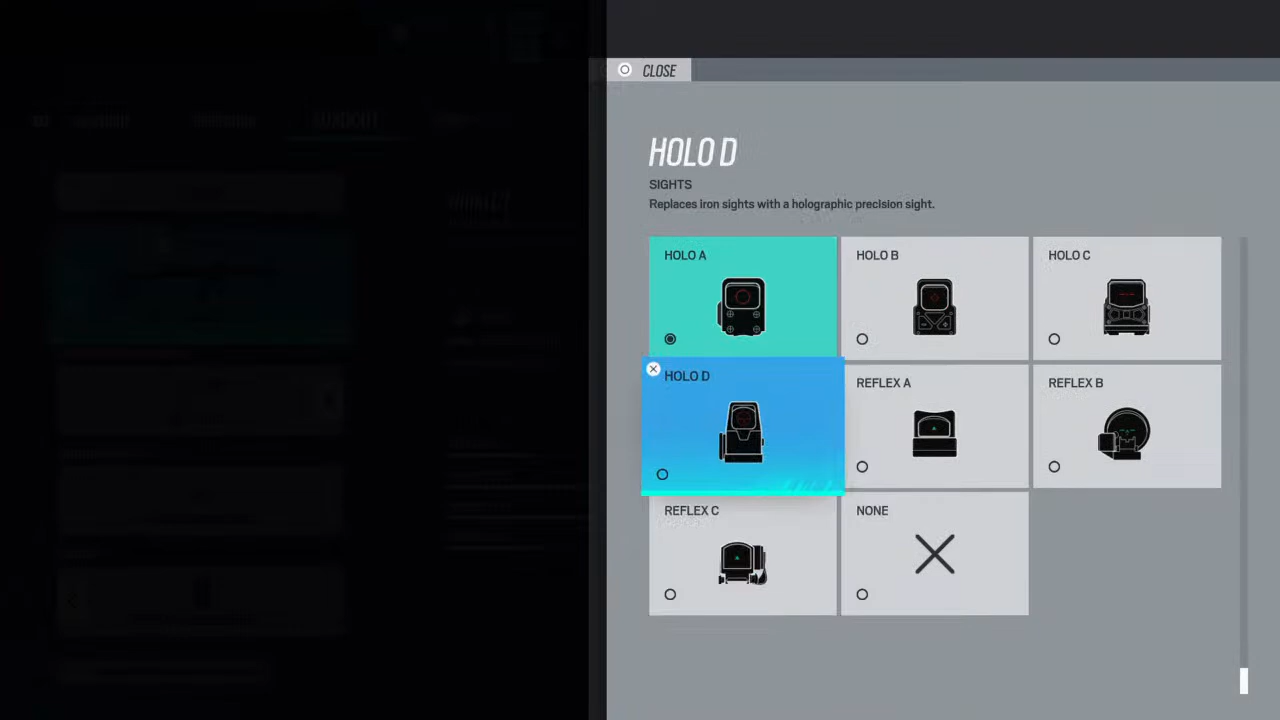 CLOSE
HOLO D
SIGHTS
Replaces iron sights with a holographic precision sight.
HOLO A
HOLO B
HOLO C
HOLO D
REFLEX A
REFLEX B
REFLEX C
NONE